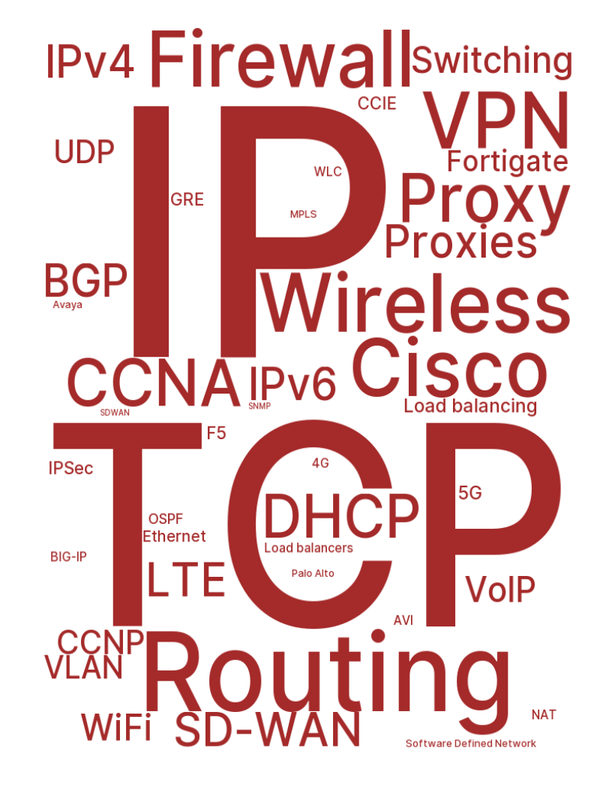 IPv4 Firewall Switching
CCIE
VPN
IP
UDP
WLC
Fortigate
GRE
Proxy
MPLS
Proxies
BGP
Avaya
Wireless
CCNA IPv6 Cisco
SDWAN
SNMP
Load balancing
TCP
F5
IPSec
4G
5G
DHCP
OSPF
Ethernet
Load balancers
BIG-IP
LTE
Palo Alto
VoIP
AVI
CCNP
VLAN
Routing
WiFi SD-WAN
NAT
Software Defined Network